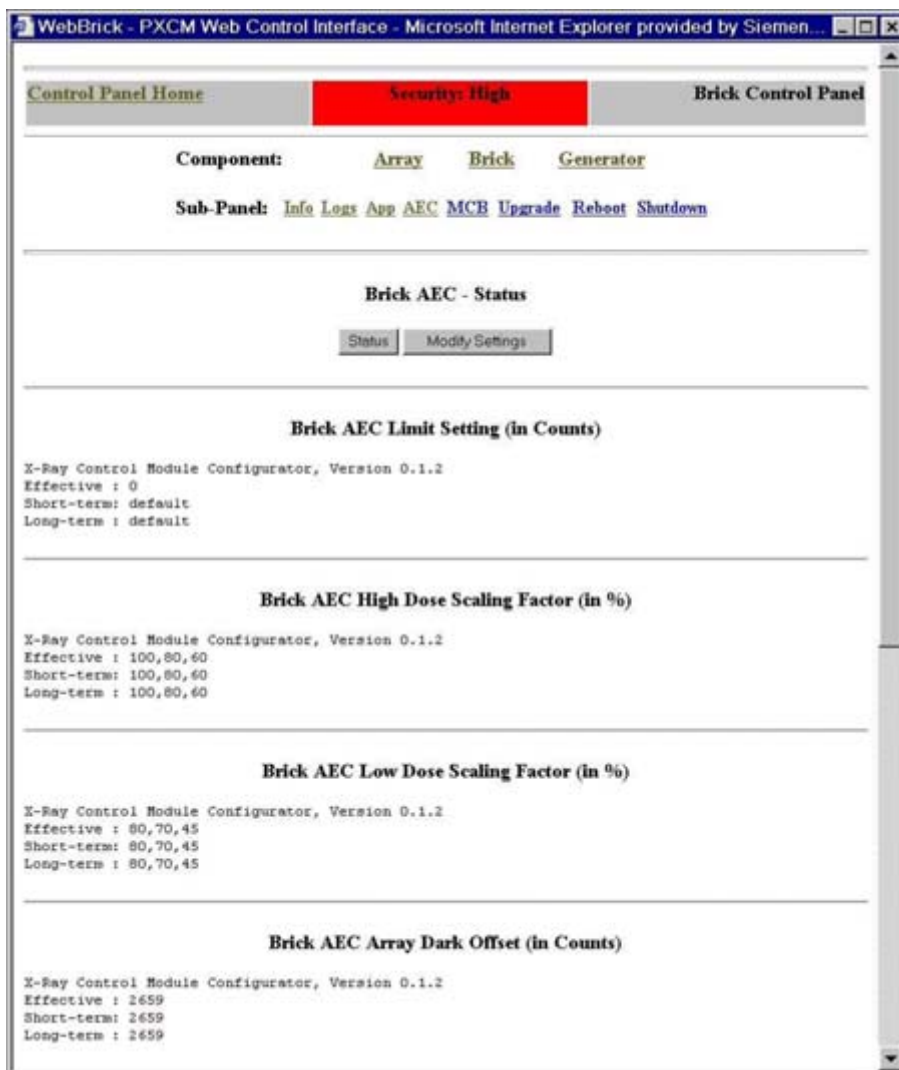 WebBrick - PXCM Web Control Interface - Microsoft Internet Explorer provided by Siemen...
Control Panel Home Security: High Brick Control Panel
Component: Array Brick Generator
Sub-Panel: Info Logs App AEC MCB Upgrade Reboot Shutdown
Brick AEC - Status
Status Modify Settings
Brick AEC Limit Setting (in Counts)
X-Ray Control Module Configurator, Version 0.1.2
Effective : 0
Short-term: default
Long-term : default
Brick AEC High Dose Scaling Factor (in %)
X-Ray Control Module Configurator, Version 0.1.2
Effective : 100,80,60
Short-term: 100,80,60
Long-term : 100,80,60
Brick AEC Low Dose Scaling Factor (in %)
X-Ray Control Module Configurator, Version 0.1.2
Effective : 80,70,45
Short-term: 80,70,45
Long-term : 80,70,45
Brick AEC Array Dark Offset (in Counts)
X-Ray Control Module Configurator, Version 0.1.2
Effective : 2659
Short-term: 2659
Long-term : 2659